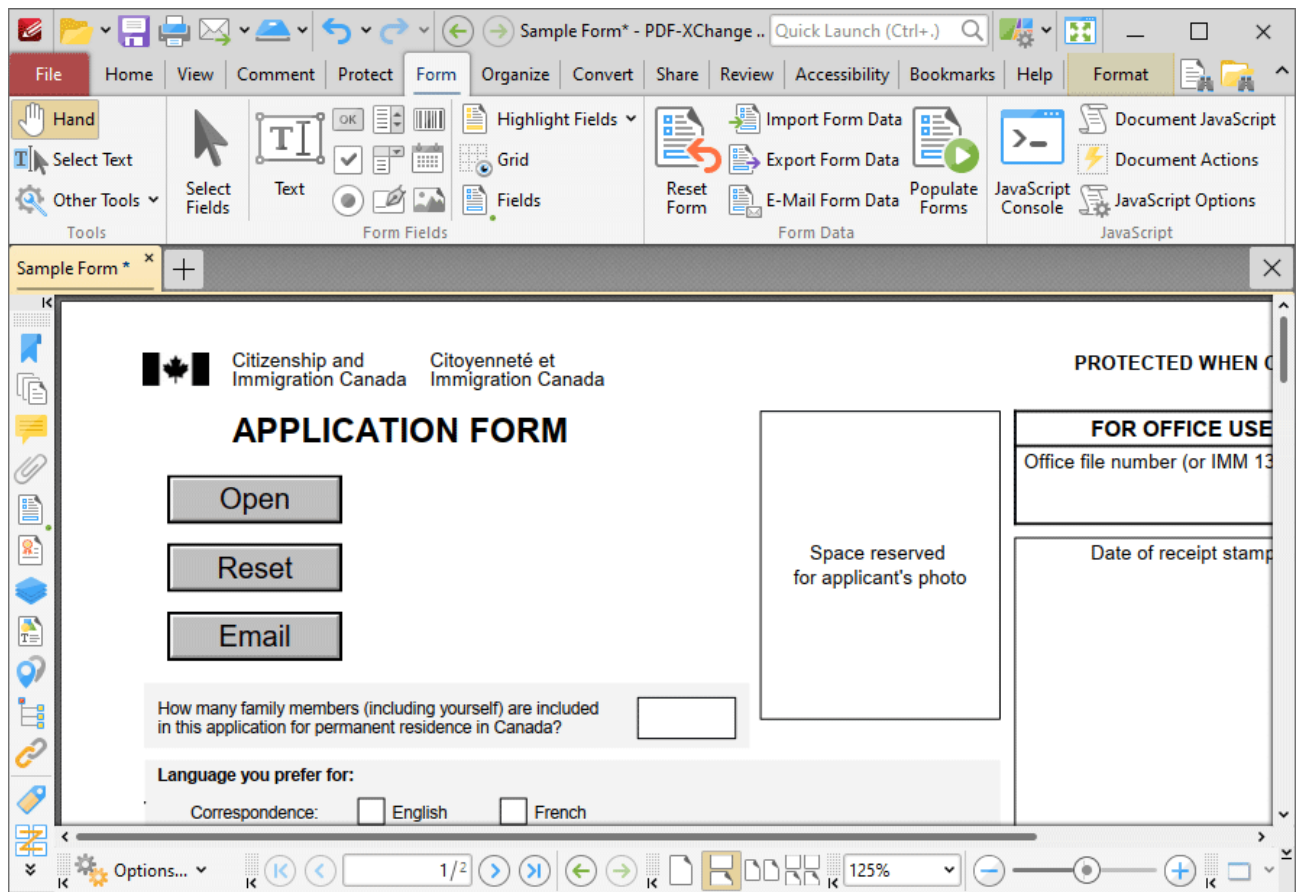 Sample Form* - PDF-XChange ..
Quick Launch (Ctrl+.)
File Home View Comment Protect Form Organize Convert Share Review Accessibility Bookmarks Help Format
Hand
Select Text
Other Tools
Tools
Select
Fields
Text
OK
Highlight Fields
Grid
Fields
Form Fields
Reset
Form
Import Form Data
Export Form Data
E-Mail Form Data
Populate
Forms
Form Data
JavaScript
Console
Document JavaScript
Document Actions
JavaScript Options
JavaScript
Sample Form *
Citizenship and
Immigration Canada
Citoyenneté et
Immigration Canada
PROTECTED WHEN
APPLICATION FORM
Open
Reset
Email
Space reserved
for applicant's photo
FOR OFFICE USE
Office file number (or IMM 13
Date of receipt stamp
How many family members (including yourself) are included
in this application for permanent residence in Canada?
Language you prefer for:
Correspondence: English French
Options...
1/2
125%